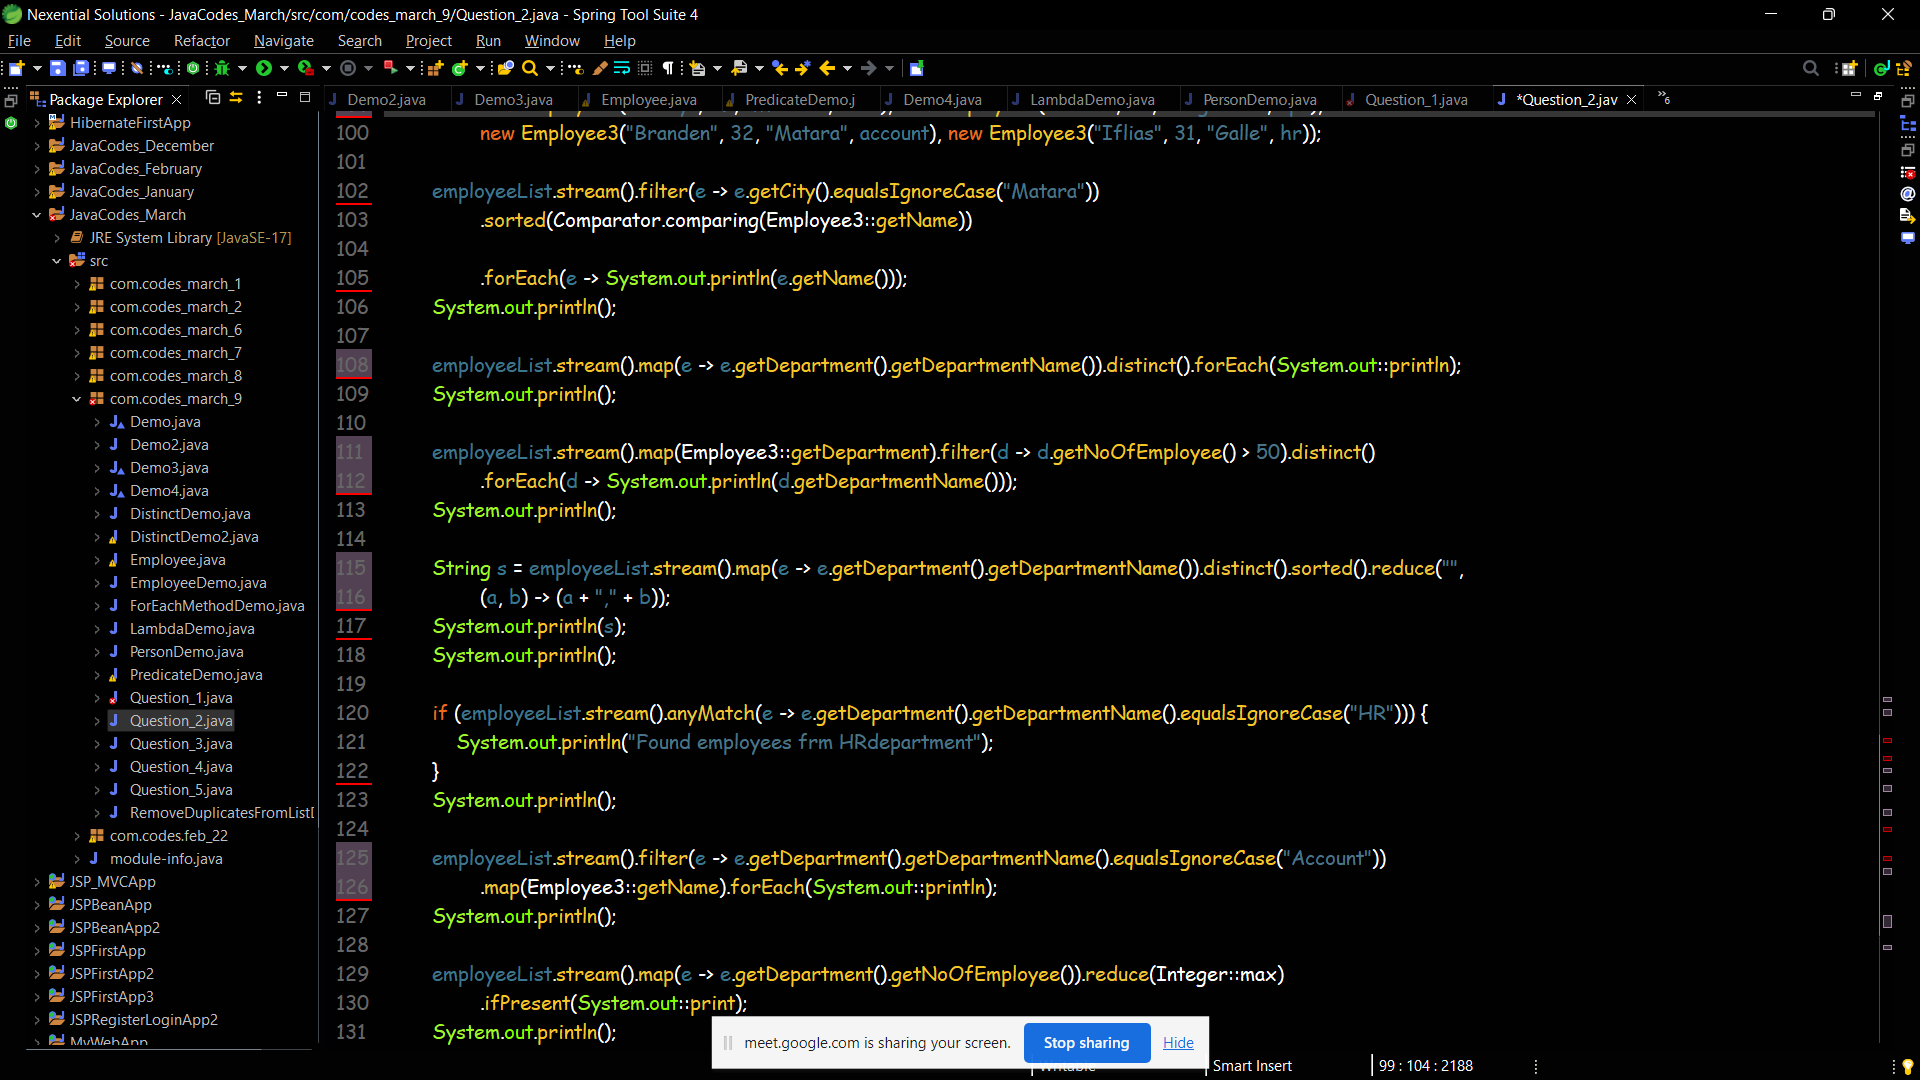 Nexential Solutions - JavaCodes_March/src/com/codes_march_9/Question_2.java - Spring Tool Suite 4
File Edit Source Refactor Navigate Search Project Run Window Help
Package Explorer
Demo2.java Demo3.java Employee.java PredicateDemo.j Demo4.java LambdaDemo.java PersonDemo.java Question_1.java *Question_2.jav »6
HibernateFirstApp
JavaCodes_December
JavaCodes_February
JavaCodes_January
JavaCodes_March
JRE System Library [JavaSE-17]
src
com.codes_march_1
com.codes_march_2
com.codes_march_6
com.codes_march_7
com.codes_march_8
com.codes_march_9
Demo.java
Demo2.java
Demo3.java
Demo4.java
DistinctDemo.java
DistinctDemo2.java
Employee.java
EmployeeDemo.java
ForEachMethodDemo.java
LambdaDemo.java
PersonDemo.java
PredicateDemo.java
Question_1.java
Question_2.java
Question_3.java
Question_4.java
Question_5.java
RemoveDuplicatesFromListI
com.codes.feb_22
module-info.java
JSP_MVCApp
JSPBeanApp
JSPBeanApp2
JSPFirstApp
JSPFirstApp2
JSPFirstApp3
JSPRegisterLoginApp2
MyWebApp
100 new Employee3("Branden", 32, "Matara", account), new Employee3("Iflias", 31, "Galle", hr));
101
102 employeeList.stream().filter(e -> e.getCity().equalsIgnoreCase("Matara"))
103 .sorted(Comparator.comparing(Employee3::getName))
104
105 .forEach(e -> System.out.println(e.getName()));
106 System.out.println();
107
108 employeeList.stream().map(e -> e.getDepartment().getDepartmentName()).distinct().forEach(System.out::println);
109 System.out.println();
110
111 employeeList.stream().map(Employee3::getDepartment).filter(d -> d.getNoOfEmployee() > 50).distinct()
112 .forEach(d -> System.out.println(d.getDepartmentName()));
113 System.out.println();
114
115 String s = employeeList.stream().map(e -> e.getDepartment().getDepartmentName()).distinct().sorted().reduce("",
116 (a, b) -> (a + "," + b));
117 System.out.println(s);
118 System.out.println();
119
120 if (employeeList.stream().anyMatch(e -> e.getDepartment().getDepartmentName().equalsIgnoreCase("HR"))) {
121 System.out.println("Found employees frm HRdepartment");
122 }
123 System.out.println();
124
125 employeeList.stream().filter(e -> e.getDepartment().getDepartmentName().equalsIgnoreCase("Account"))
126 .map(Employee3::getName).forEach(System.out::println);
127 System.out.println();
128
129 employeeList.stream().map(e -> e.getDepartment().getNoOfEmployee()).reduce(Integer::max)
130 .ifPresent(System.out::print);
131 System.out.println();
meet.google.com is sharing your screen. Stop sharing Hide
Writable Smart Insert 99 : 104 : 2188